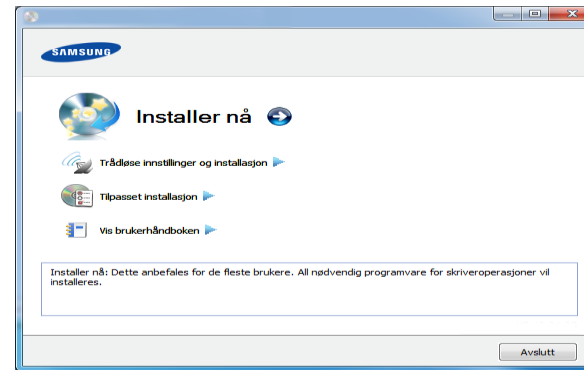 SAMSUNG
Installer nå
Trådløse innstillinger og installasjon
Tilpasset installasjon
Vis brukerhåndboken
Installer nå: Dette anbefales for de fleste brukere. All nødvendig programvare for skriveroperasjoner vil
installeres.
Avslutt